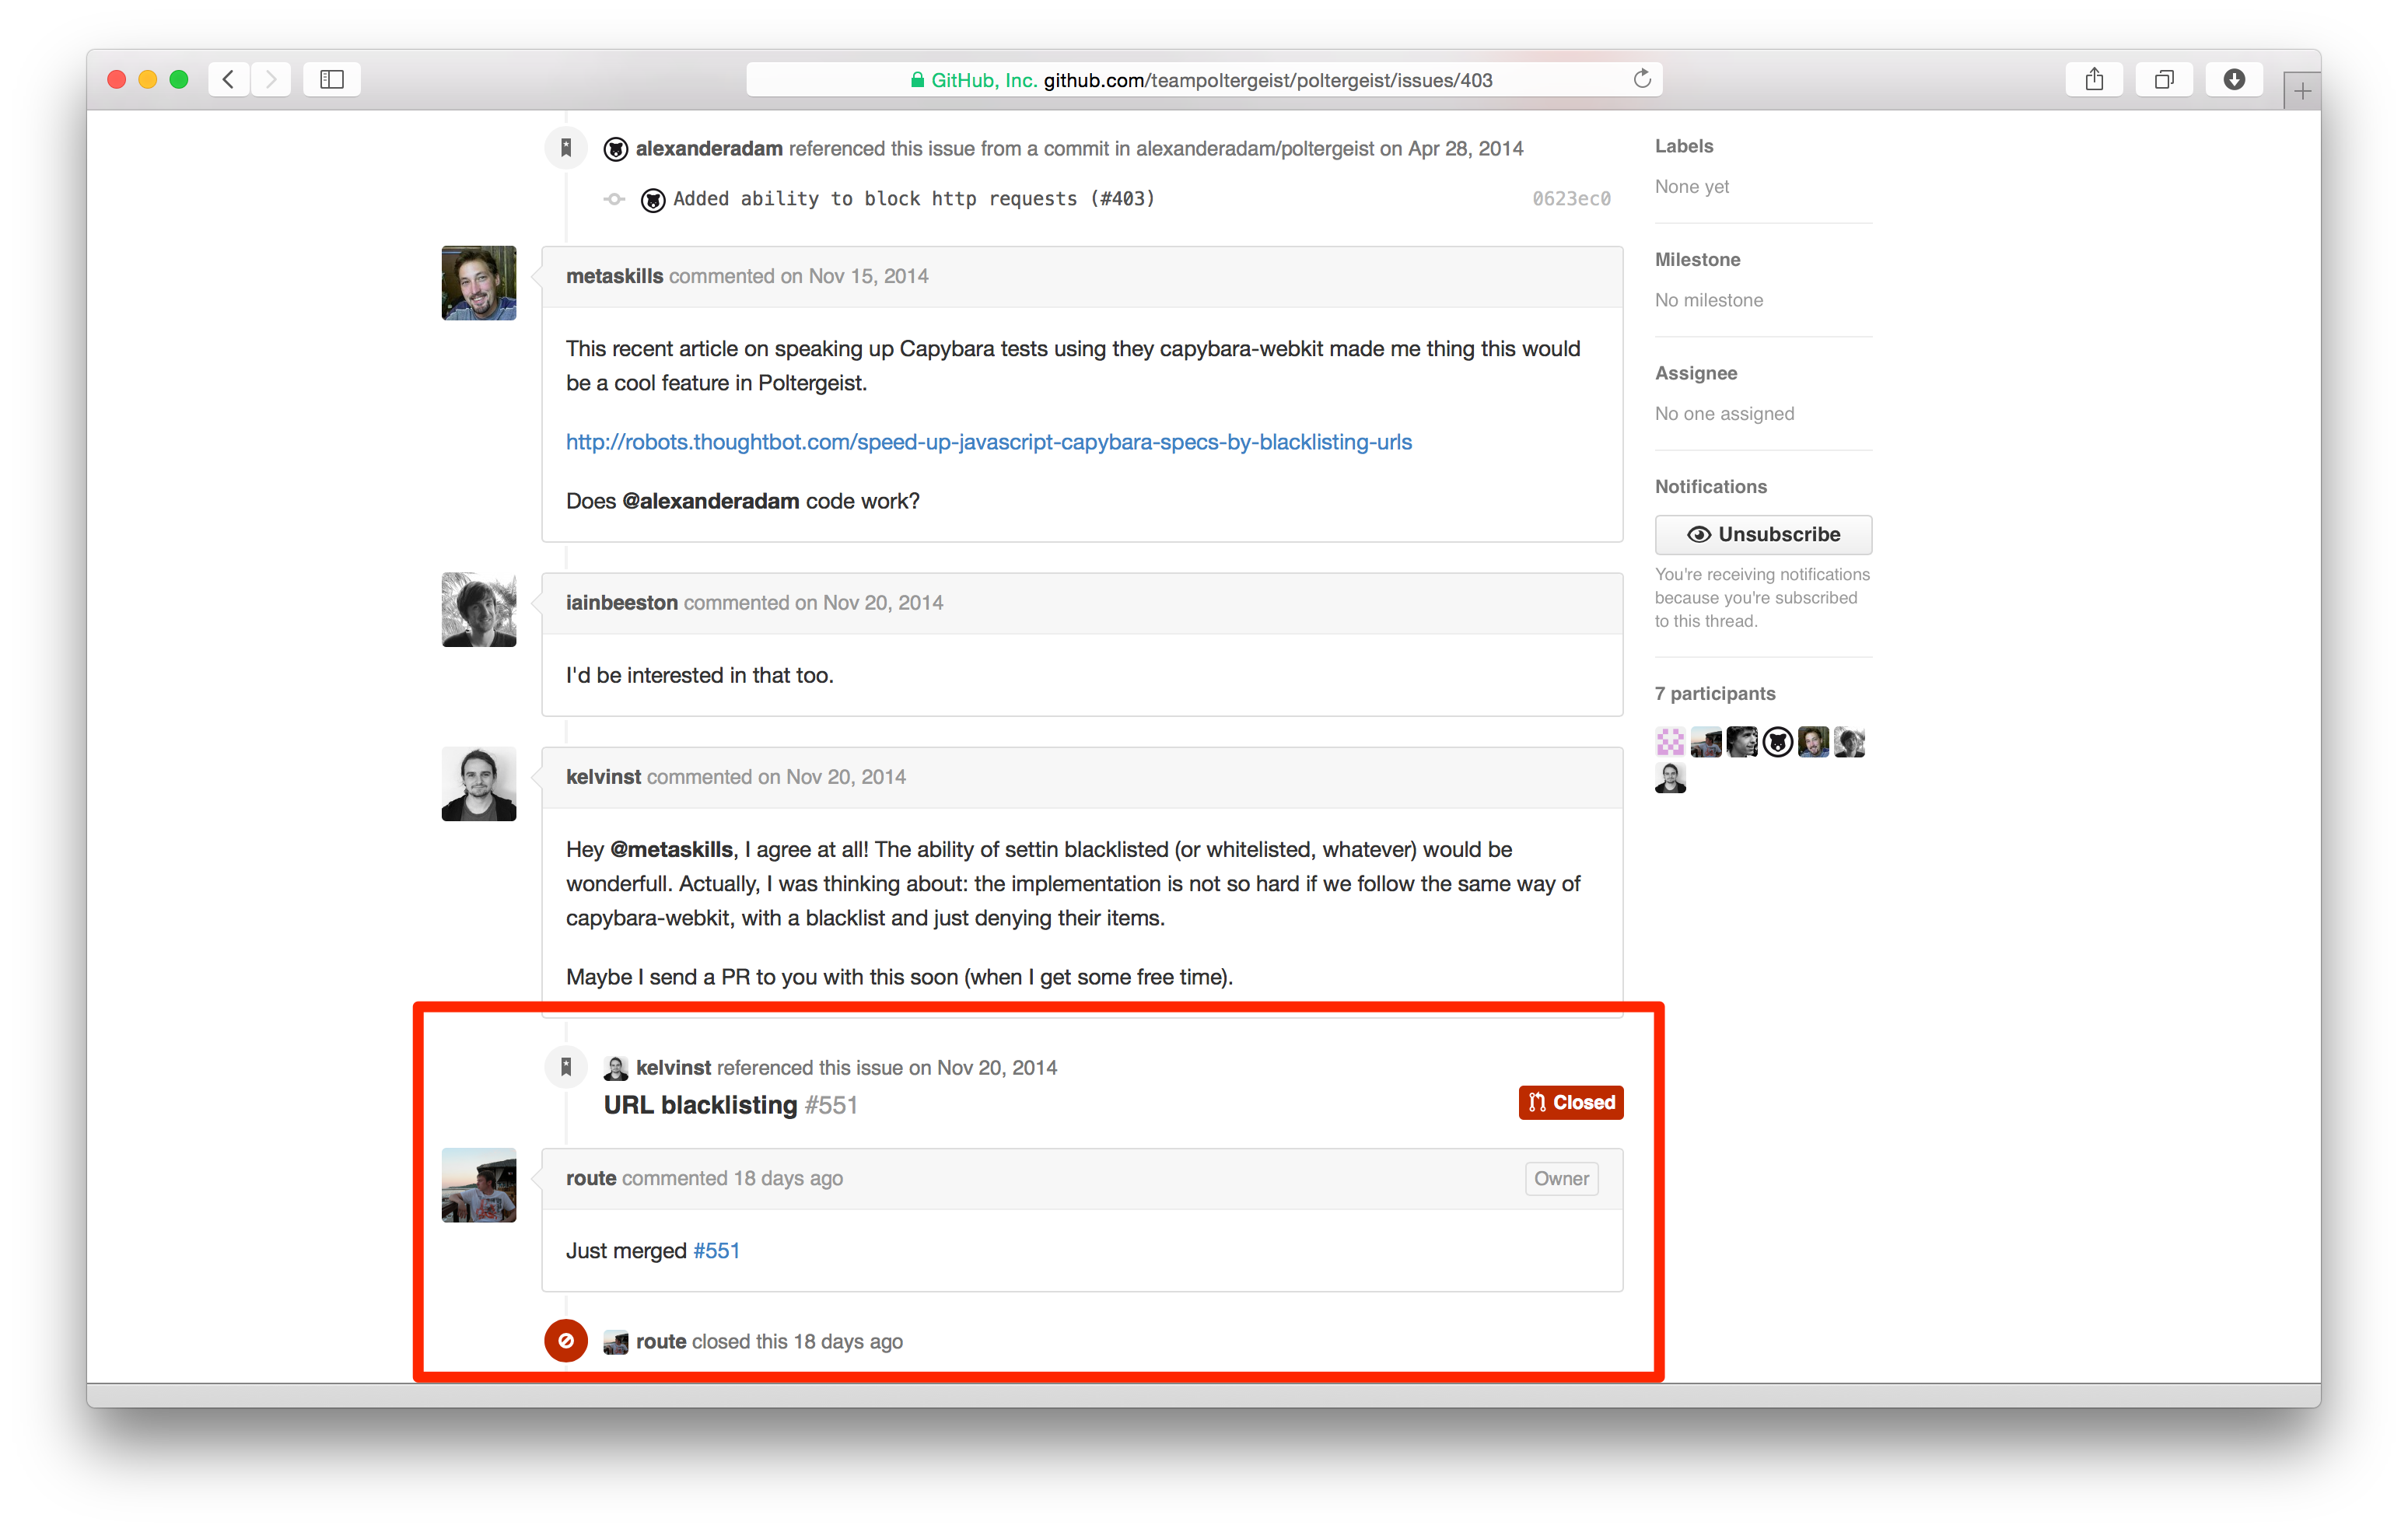 GitHub, Inc. github.com/teampoltergeist/poltergeist/issues/403
alexanderadam referenced this issue from a commit in alexanderadam/poltergeist on Apr 28, 2014
Added ability to block http requests (#403) 0623ec0
metaskills commented on Nov 15, 2014
This recent article on speaking up Capybara tests using they capybara-webkit made me thing this would
be a cool feature in Poltergeist.
http://robots.thoughtbot.com/speed-up-javascript-capybara-specs-by-blacklisting-urls
Does @alexanderadam code work?
iainbeeston commented on Nov 20, 2014
I'd be interested in that too.
kelvinst commented on Nov 20, 2014
Hey @metaskills, I agree at all! The ability of settin blacklisted (or whitelisted, whatever) would be
wonderfull. Actually, I was thinking about: the implementation is not so hard if we follow the same way of
capybara-webkit, with a blacklist and just denying their items.
Maybe I send a PR to you with this soon (when I get some free time).
kelvinst referenced this issue on Nov 20, 2014
URL blacklisting #551
Closed
route commented 18 days ago
Owner
Just merged #551
route closed this 18 days ago
Labels
None yet
Milestone
No milestone
Assignee
No one assigned
Notifications
Unsubscribe
You're receiving notifications
because you're subscribed
to this thread.
7 participants